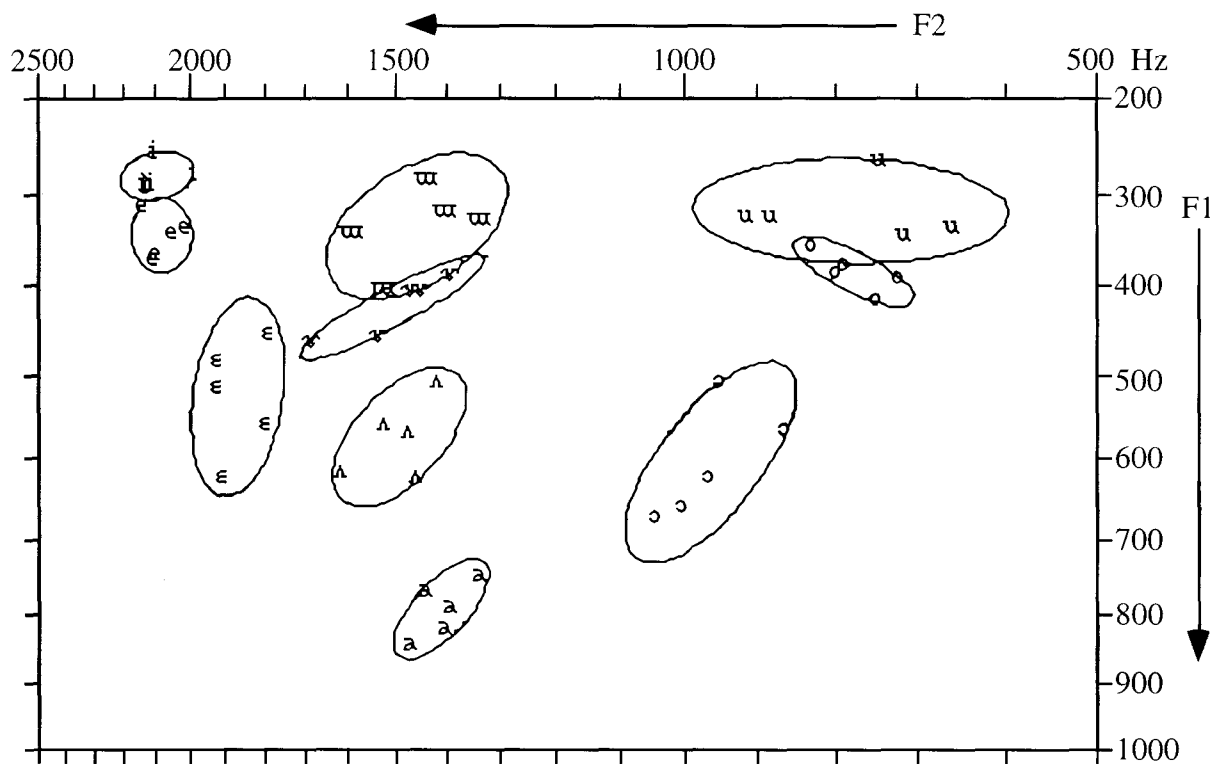 F2
2500 2000 1500 1000 500 Hz
200
i u
i i
300
ɯ ɯ ɯ u u F1
e e ɯ u u
e o
ɤ o o o
400
ɯ ɤ ɤ o
ɛ ɤ ɤ
ɛ
500
ɛ ʌ ɔ
ɛ ʌ ʌ ɔ
600
ɛ ʌ ʌ ɔ
ɔ ɔ
700
a
a a
800
a
a
900
1000